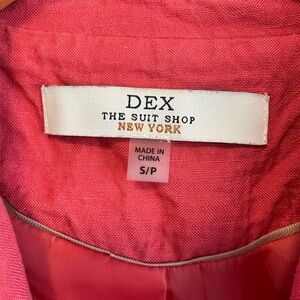 DEX
THE SUIT SHOP
NEW YORK
MADE IN
CHINA
S/P